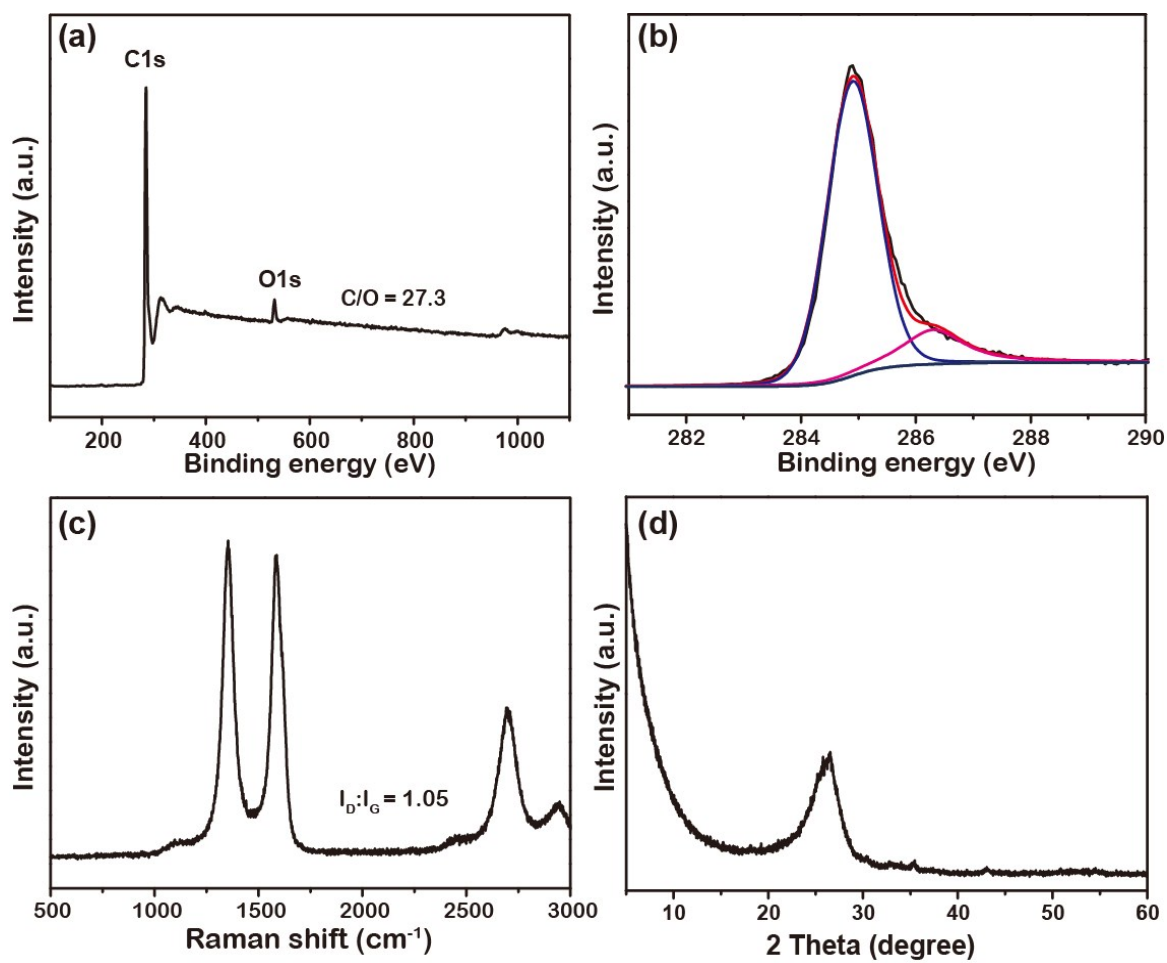 (a)
C1s
O1s
C/O = 27.3
Intensity (a.u.)
200 400 600 800 1000
Binding energy (eV)
(b)
Intensity (a.u.)
282 284 286 288 290
Binding energy (eV)
(c)
I_D:I_G = 1.05
Intensity (a.u.)
500 1000 1500 2000 2500 3000
Raman shift (cm⁻¹)
(d)
Intensity (a.u.)
10 20 30 40 50 60
2 Theta (degree)